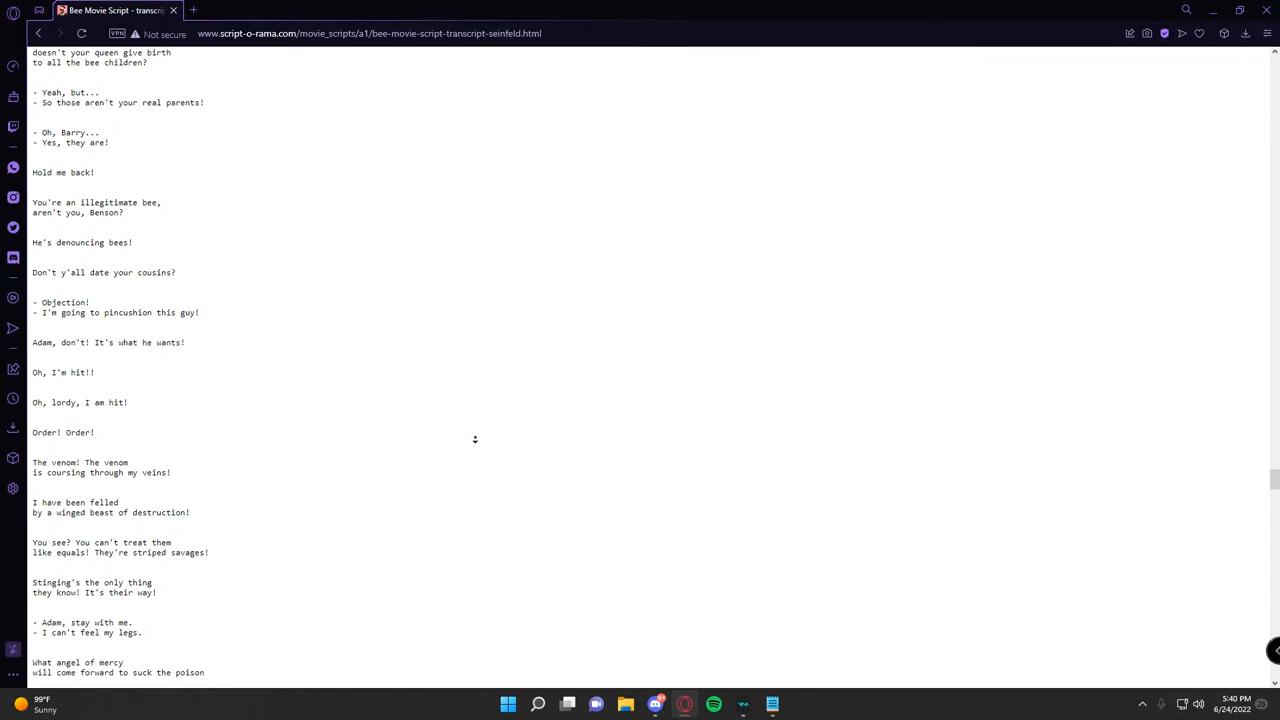 Bee Movie Script - transcrip
VPN
Not secure
www.script-o-rama.com/movie_scripts/a1/bee-movie-script-transcript-seinfeld.html
doesn't your queen give birth
to all the bee children?
- Yeah, but...
- So those aren't your real parents!
- Oh, Barry...
- Yes, they are!
Hold me back!
You're an illegitimate bee,
aren't you, Benson?
He's denouncing bees!
Don't y'all date your cousins?
- Objection!
- I'm going to pincushion this guy!
Adam, don't! It's what he wants!
Oh, I'm hit!!
Oh, lordy, I am hit!
Order! Order!
The venom! The venom
is coursing through my veins!
I have been felled
by a winged beast of destruction!
You see? You can't treat them
like equals! They're striped savages!
Stinging's the only thing
they know! It's their way!
- Adam, stay with me.
- I can't feel my legs.
What angel of mercy
will come forward to suck the poison
99°F
Sunny
9+
5:40 PM
6/24/2022